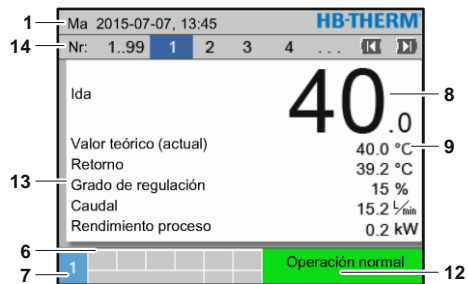 1 Ma 2015-07-07, 13:45 HB-THERM
14 Nr: 1..99 1 2 3 4 ...
Ida 40.0 8
Valor teórico (actual) 40.0 °C 9
Retorno 39.2 °C
13 Grado de regulación 15 %
Caudal 15.2 L/min
Rendimiento proceso 0.2 kW
6
7 1 Operación normal 12